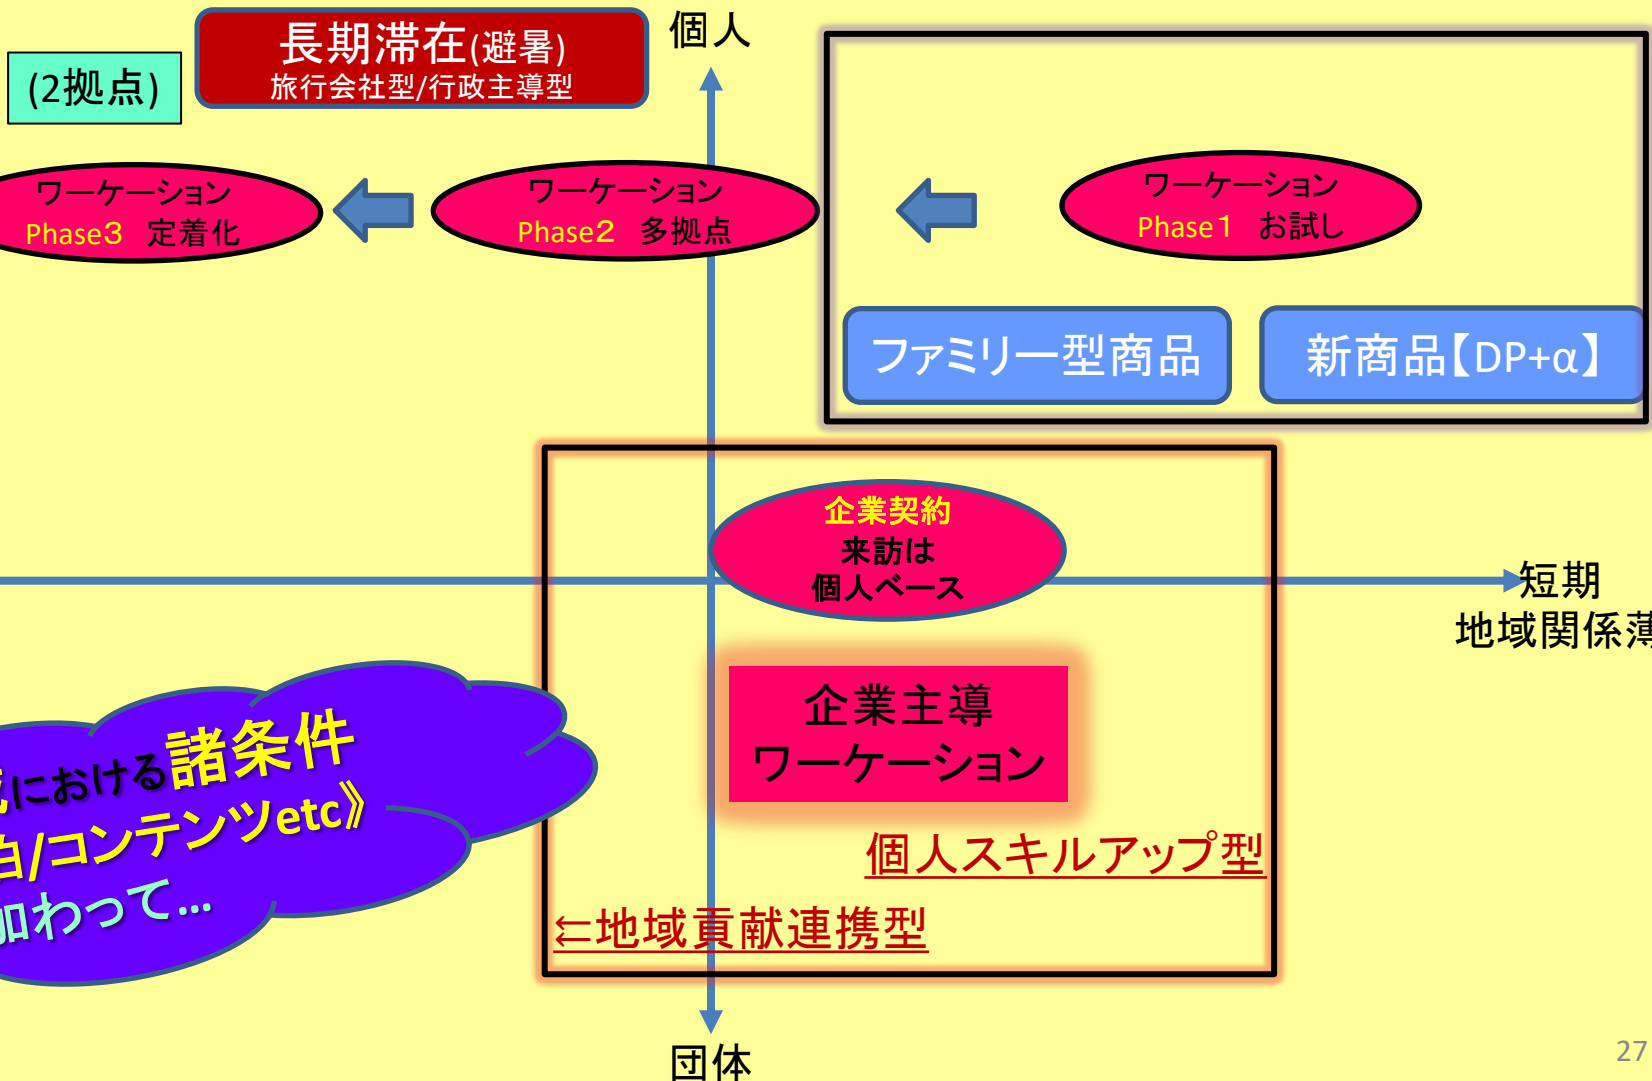 個人
長期滞在(避暑)
旅行会社型/行政主導型
(2拠点)
ワーケーション
Phase3 定着化
ワーケーション
Phase2 多拠点
ワーケーション
Phase1 お試し
ファミリー型商品
新商品【DP+α】
企業契約
来訪は
個人ベース
短期
地域関係薄
企業主導
ワーケーション
における諸条件
/コンテンツetc》
加わって…
個人スキルアップ型
←地域貢献連携型
団体
27